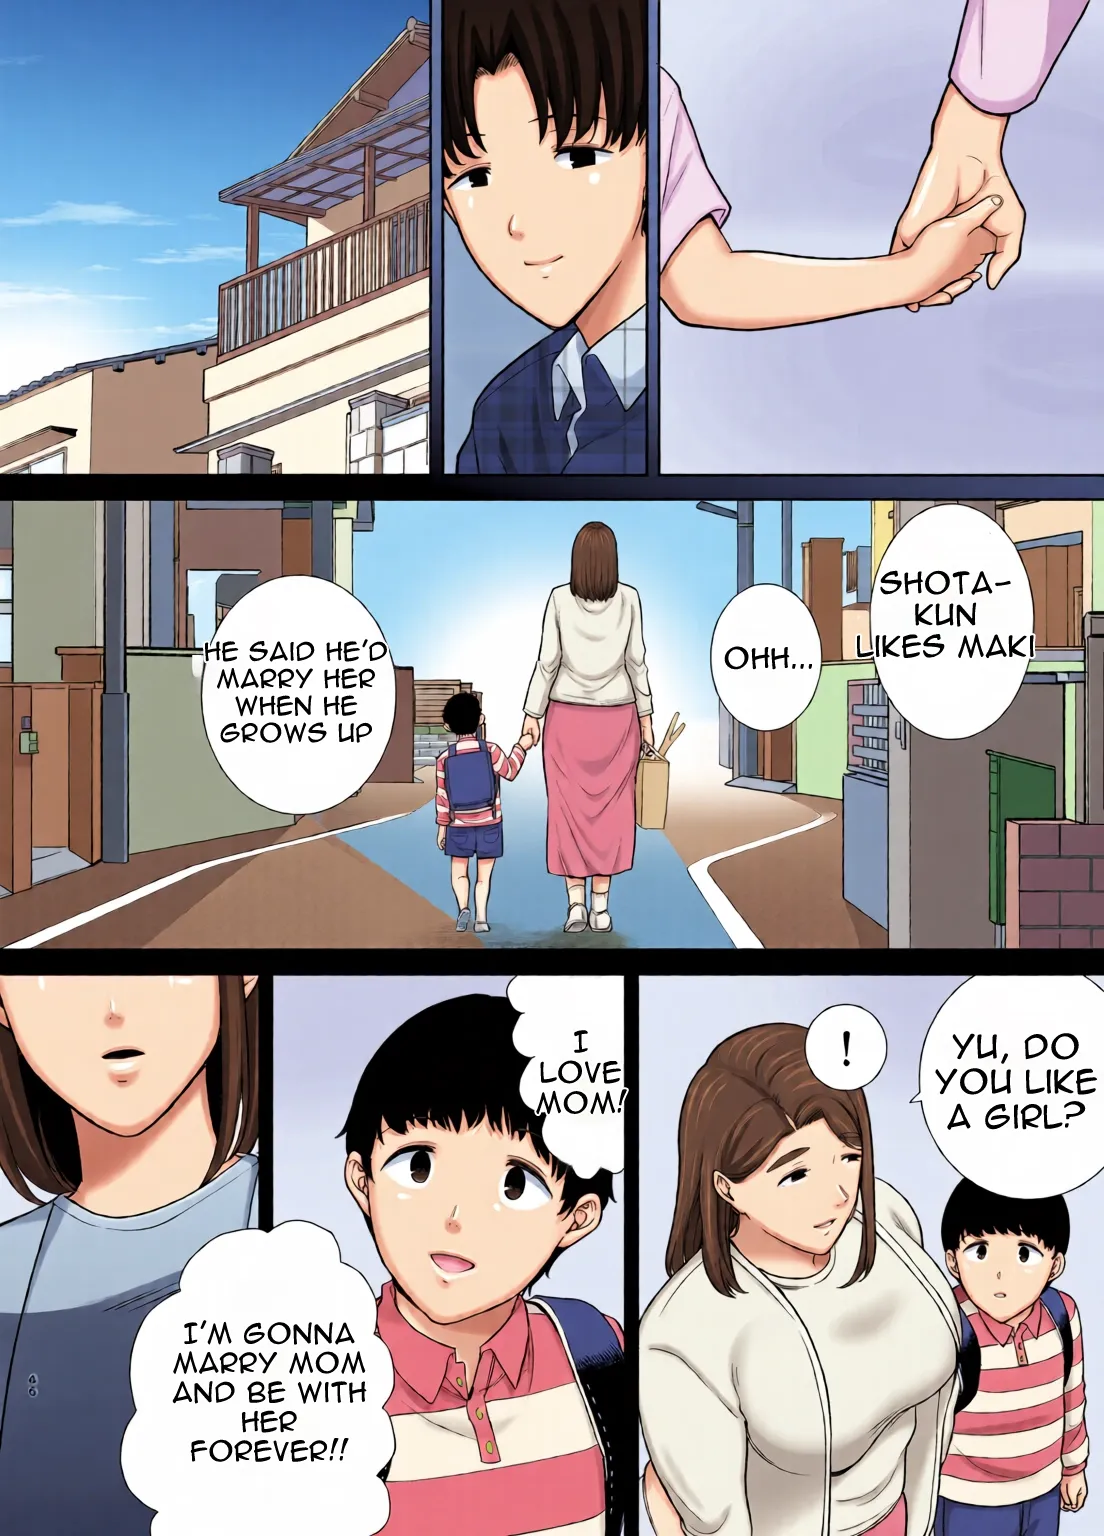 SHOTA-
KUN
LIKES MAKI
OHH...
HE SAID HE'D
MARRY HER
WHEN HE
GROWS UP
YU, DO
YOU LIKE
A GIRL?
!
I
LOVE
MOM!
I'M GONNA
MARRY MOM
AND BE WITH
HER
FOREVER!!
46